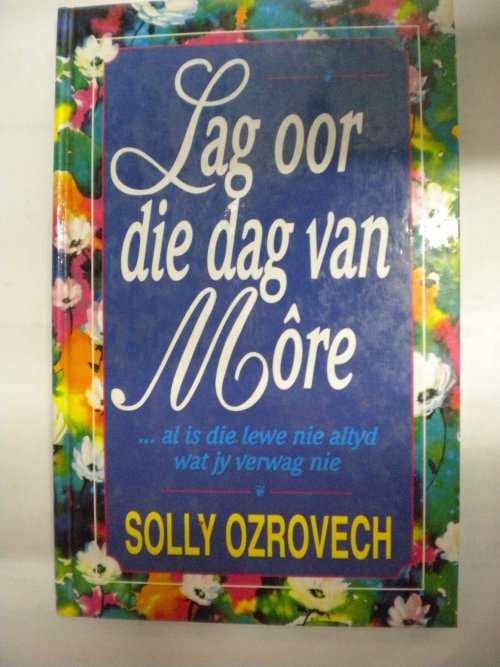 Lag oor
die dag van
Môre
... al is die lewe nie altyd
wat jy verwag nie
SOLLY OZROVECH